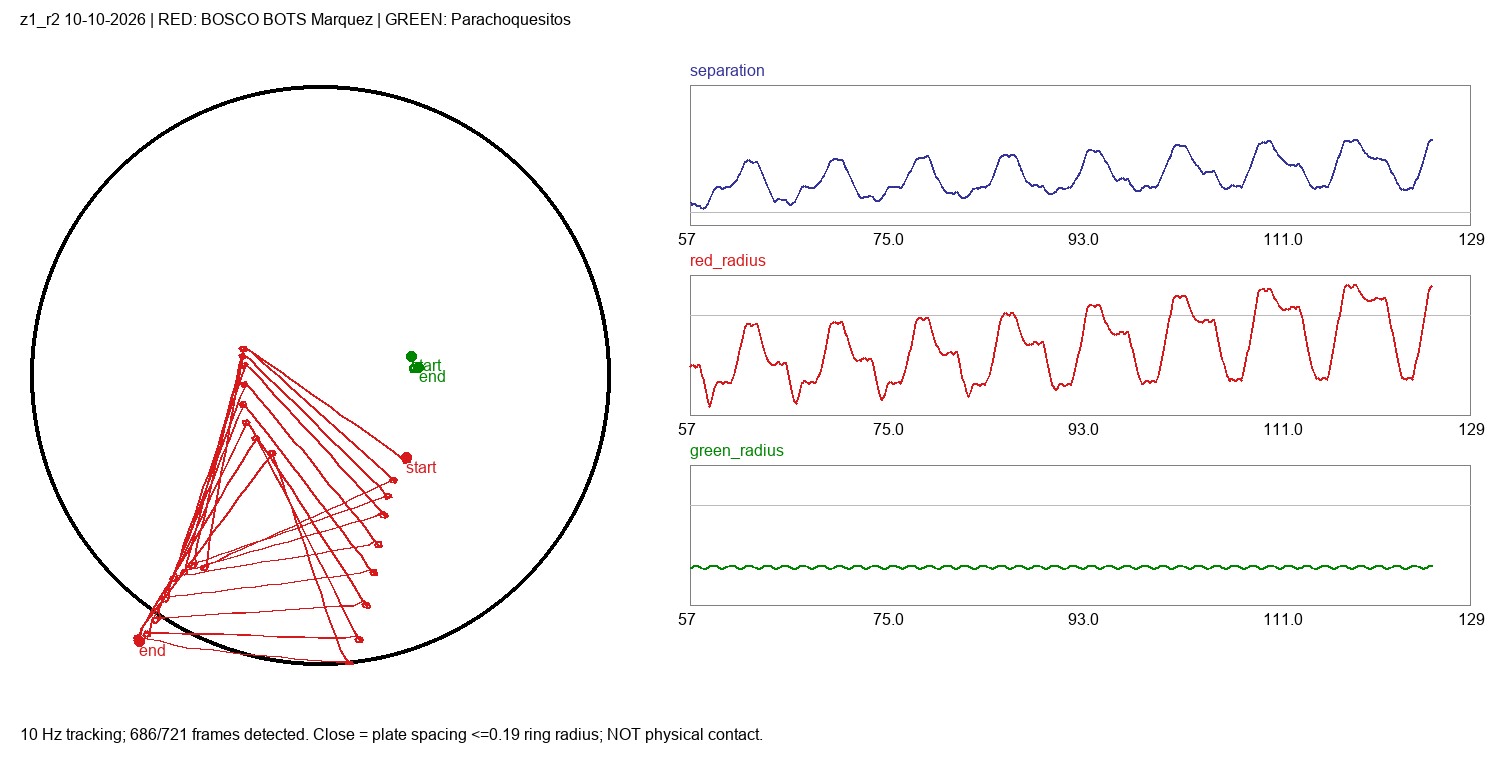 z1_r2 10-10-2026 | RED: BOSCO BOTS Marquez | GREEN: Parachoquesitos
separation
57 75.0 93.0 111.0 129
red_radius
57 75.0 93.0 111.0 129
green_radius
57 75.0 93.0 111.0 129
start
end
start
end
10 Hz tracking; 686/721 frames detected. Close = plate spacing <=0.19 ring radius; NOT physical contact.